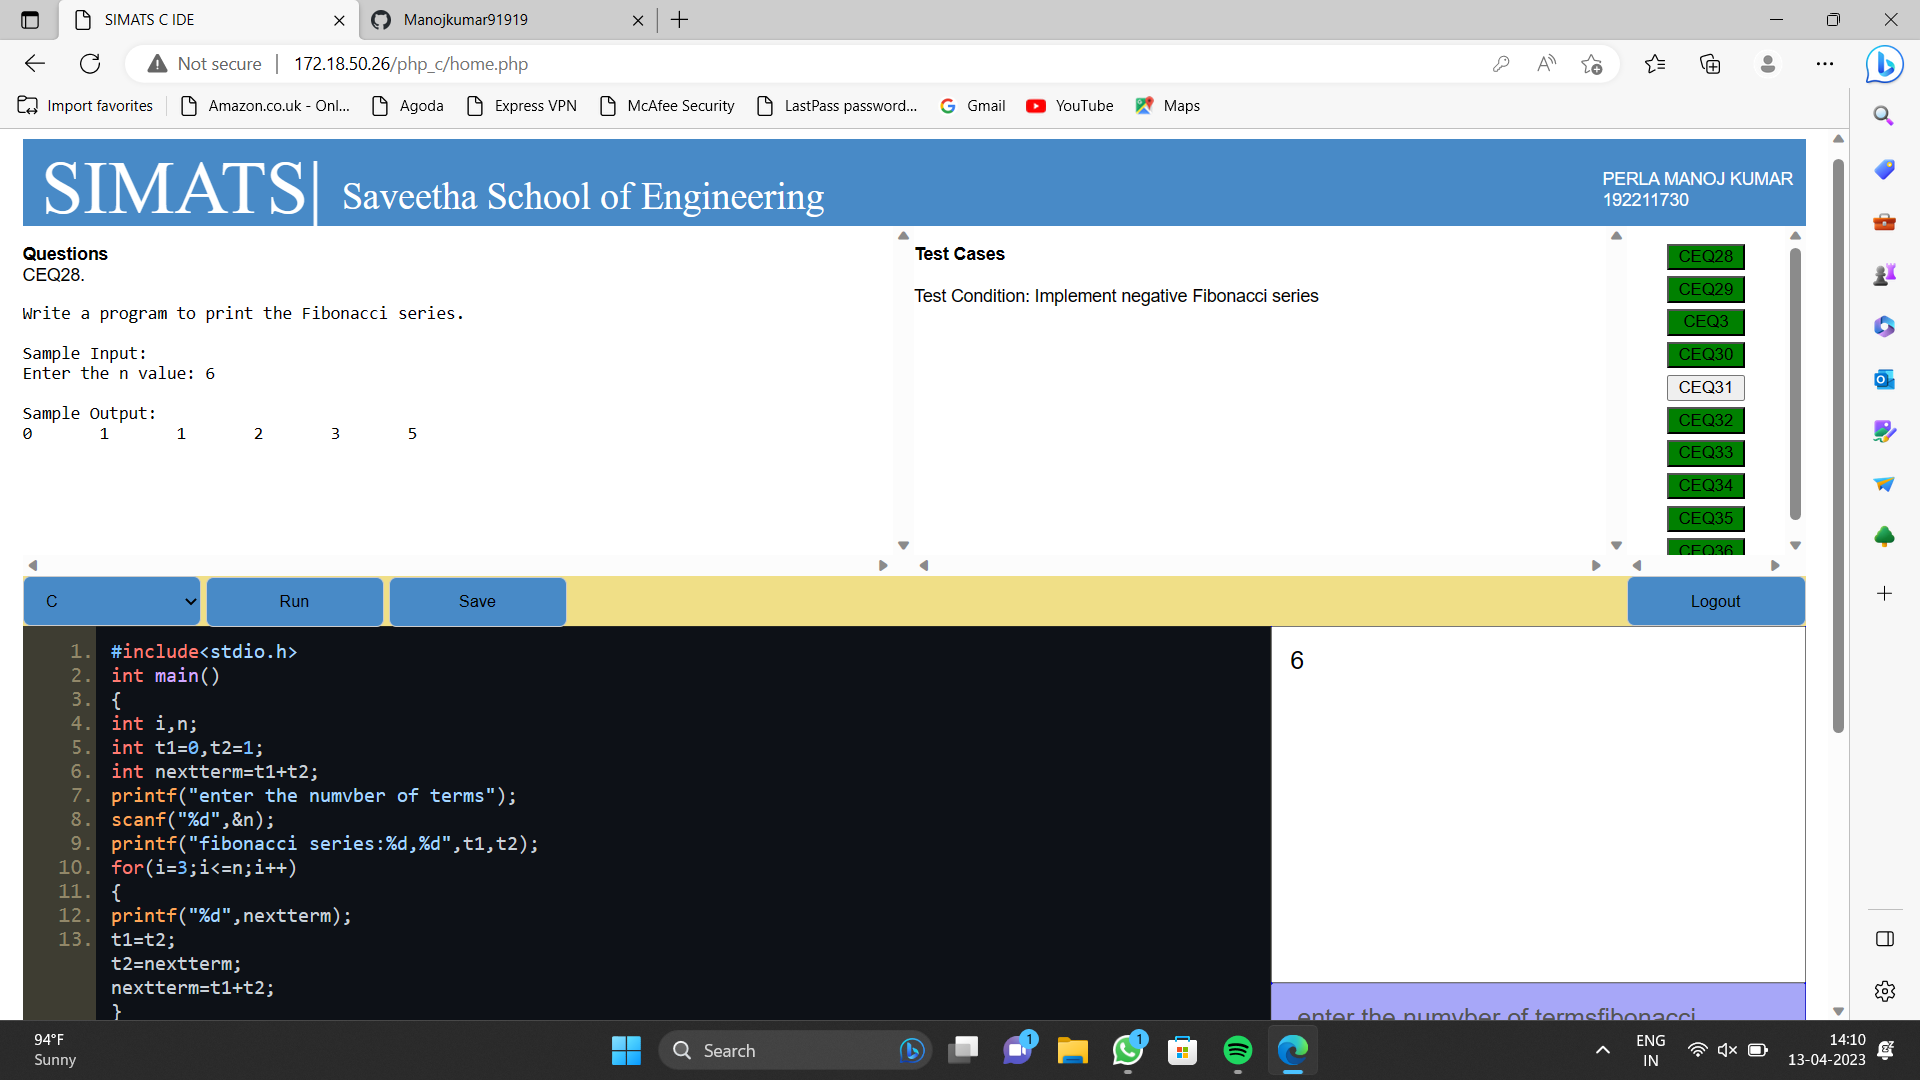 SIMATS C IDE
Manojkumar91919
Not secure
172.18.50.26/php_c/home.php
Import favorites
Amazon.co.uk - Onl...
Agoda
Express VPN
McAfee Security
LastPass password...
Gmail
YouTube
Maps
SIMATS|
Saveetha School of Engineering
PERLA MANOJ KUMAR
192211730
Questions
CEQ28.
Write a program to print the Fibonacci series.
Sample Input:
Enter the n value: 6
Sample Output:
0 1 1 2 3 5
Test Cases
Test Condition: Implement negative Fibonacci series
CEQ28
CEQ29
CEQ3
CEQ30
CEQ31
CEQ32
CEQ33
CEQ34
CEQ35
CEQ36
C
Run
Save
Logout
1. #include<stdio.h>
2. int main()
3. {
4. int i,n;
5. int t1=0,t2=1;
6. int nextterm=t1+t2;
7. printf("enter the numvber of terms");
8. scanf("%d",&n);
9. printf("fibonacci series:%d,%d",t1,t2);
10. for(i=3;i<=n;i++)
11. {
12. printf("%d",nextterm);
13. t1=t2;
t2=nextterm;
nextterm=t1+t2;
}
6
enter the numvber of termsfibonacci
94°F
Sunny
Search
1
1
ENG
IN
14:10
13-04-2023